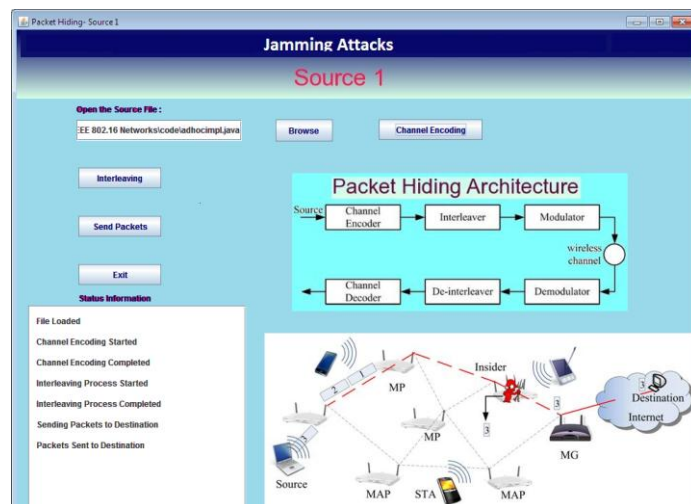 Packet Hiding- Source 1
Jamming Attacks
Source 1
Open the Source File :
EEE 802.16 Networks\code\adhocimpl.java
Browse
Channel Encoding
Interleaving
Send Packets
Exit
Status Information
File Loaded
Channel Encoding Started
Channel Encoding Completed
Interleaving Process Started
Interleaving Process Completed
Sending Packets to Destination
Packets Sent to Destination
Packet Hiding Architecture
Source
Channel
Encoder
Interleaver
Modulator
wireless
channel
Channel
Decoder
De-interleaver
Demodulator
MP
Insider
3
3
3
Destination
Internet
MP
MG
Source
MAP
STA
MAP
2
1